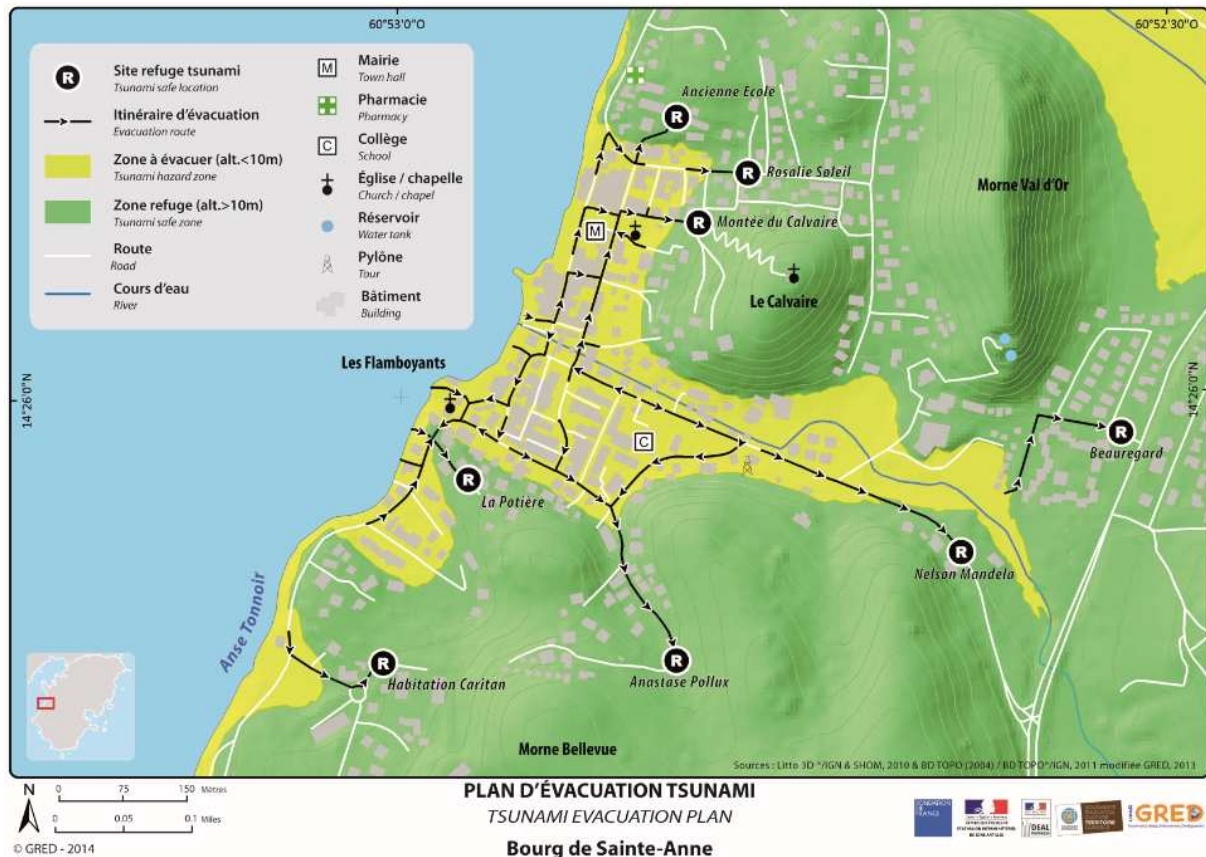 60°53'0"O
60°52'30"O
14°26'0"N
14°26'0"N
R
Site refuge tsunami
Tsunami safe location
Itinéraire d'évacuation
Evacuation route
Zone à évacuer (alt.<10m)
Tsunami hazard zone
Zone refuge (alt.>10m)
Tsunami safe zone
Route
Road
Cours d'eau
River
M
Mairie
Town hall
Pharmacie
Pharmacy
C
Collège
School
Église / chapelle
Church / chapel
Réservoir
Water tank
Pylône
Tour
Bâtiment
Building
Ancienne Ecole
R
R
Rosalie Soleil
Morne Val d'Or
R
Montée du Calvaire
M
Le Calvaire
Les Flamboyants
C
R
Beauregard
R
La Potière
R
Nelson Mandela
Anse Tonnoir
R
Habitation Caritan
R
Anastase Pollux
Morne Bellevue
Sources : Litto 3D °/IGN & SHOM, 2010 & BD TOPO (2004) / BD TOPO°/IGN, 2011 modifiée GRED, 2013
N
0 75 150 Mètres
0 0.05 0.1 Milles
© GRED - 2014
PLAN D'ÉVACUATION TSUNAMI
TSUNAMI EVACUATION PLAN
Bourg de Sainte-Anne
FONDATION DE FRANCE
DEAL
TERRITOIRE
GRED